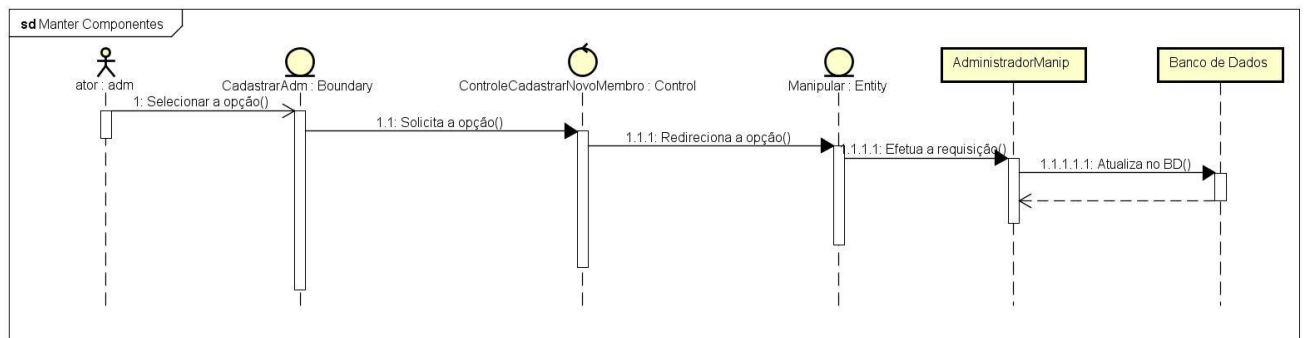 sd Manter Componentes
ator : adm
CadastrarAdm : Boundary
ControleCadastrarNovoMembro : Control
Manipular : Entity
AdministradorManip
Banco de Dados
1: Selecionar a opção()
1.1: Solicita a opção()
1.1.1: Redireciona a opção()
1.1.1.1: Efetua a requisição()
1.1.1.1.1: Atualiza no BD()